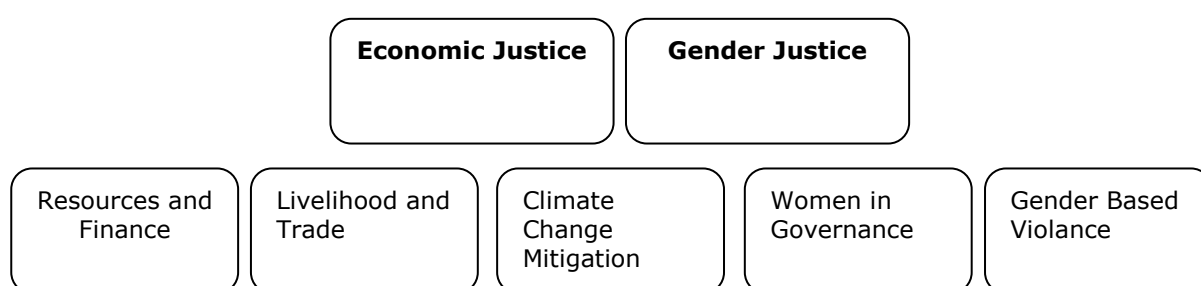 Economic Justice
Gender Justice
Resources and
Finance
Livelihood and
Trade
Climate
Change
Mitigation
Women in
Governance
Gender Based
Violance